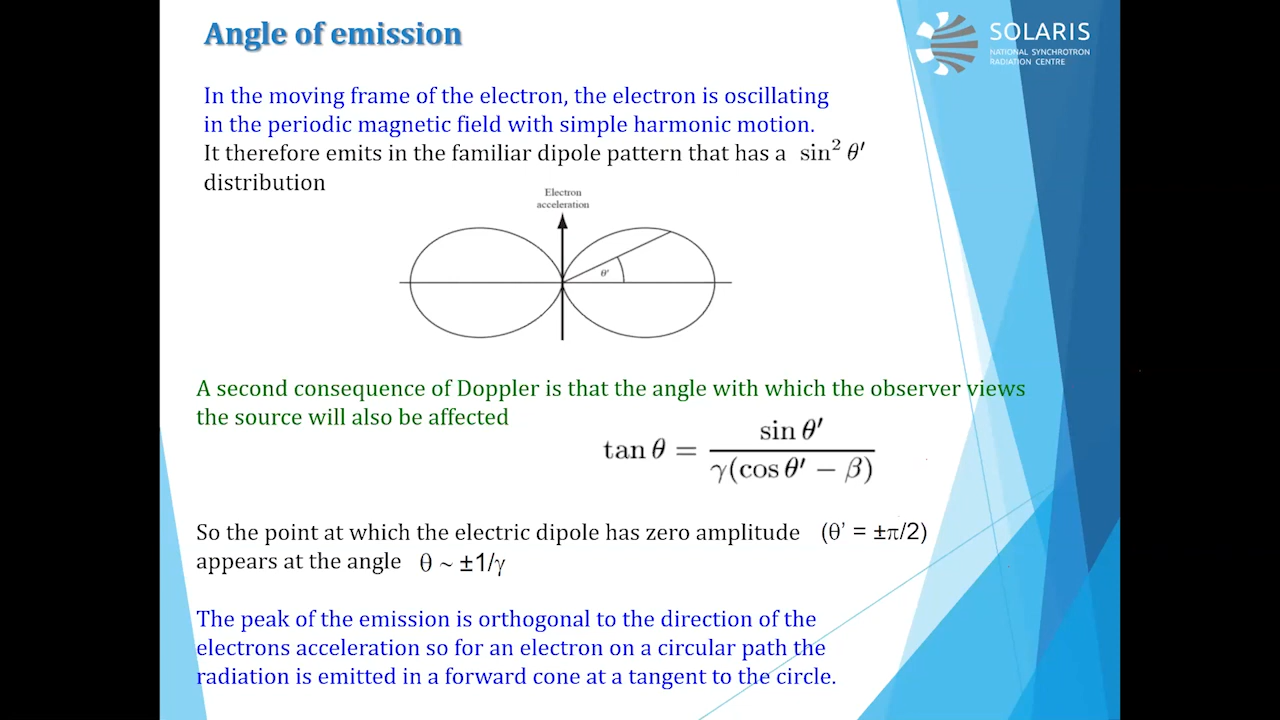 Angle of emission
SOLARIS
NATIONAL SYNCHROTRON
RADIATION CENTRE
In the moving frame of the electron, the electron is oscillating
in the periodic magnetic field with simple harmonic motion.
It therefore emits in the familiar dipole pattern that has a sin² θ′
distribution
Electron
acceleration
θ′
A second consequence of Doppler is that the angle with which the observer views
the source will also be affected
tan θ = sin θ′ / γ(cos θ′ − β)
So the point at which the electric dipole has zero amplitude (θ’ = ±π/2)
appears at the angle θ ~ ±1/γ
The peak of the emission is orthogonal to the direction of the
electrons acceleration so for an electron on a circular path the
radiation is emitted in a forward cone at a tangent to the circle.